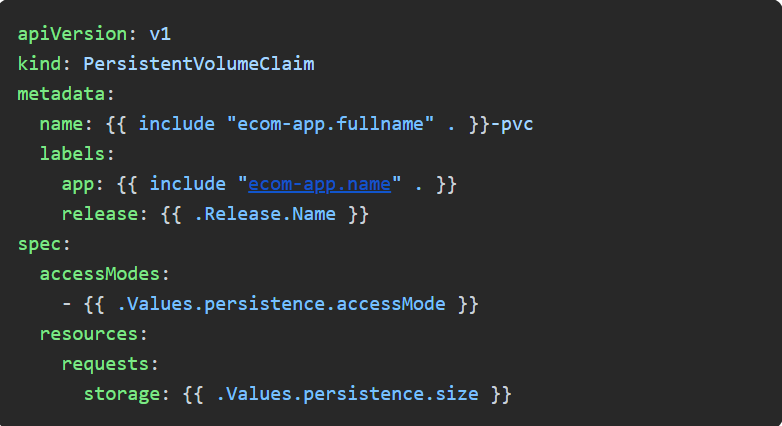 apiVersion: v1
kind: PersistentVolumeClaim
metadata:
  name: {{ include "ecom-app.fullname" . }}-pvc
  labels:
    app: {{ include "ecom-app.name" . }}
    release: {{ .Release.Name }}
spec:
  accessModes:
    - {{ .Values.persistence.accessMode }}
  resources:
    requests:
      storage: {{ .Values.persistence.size }}